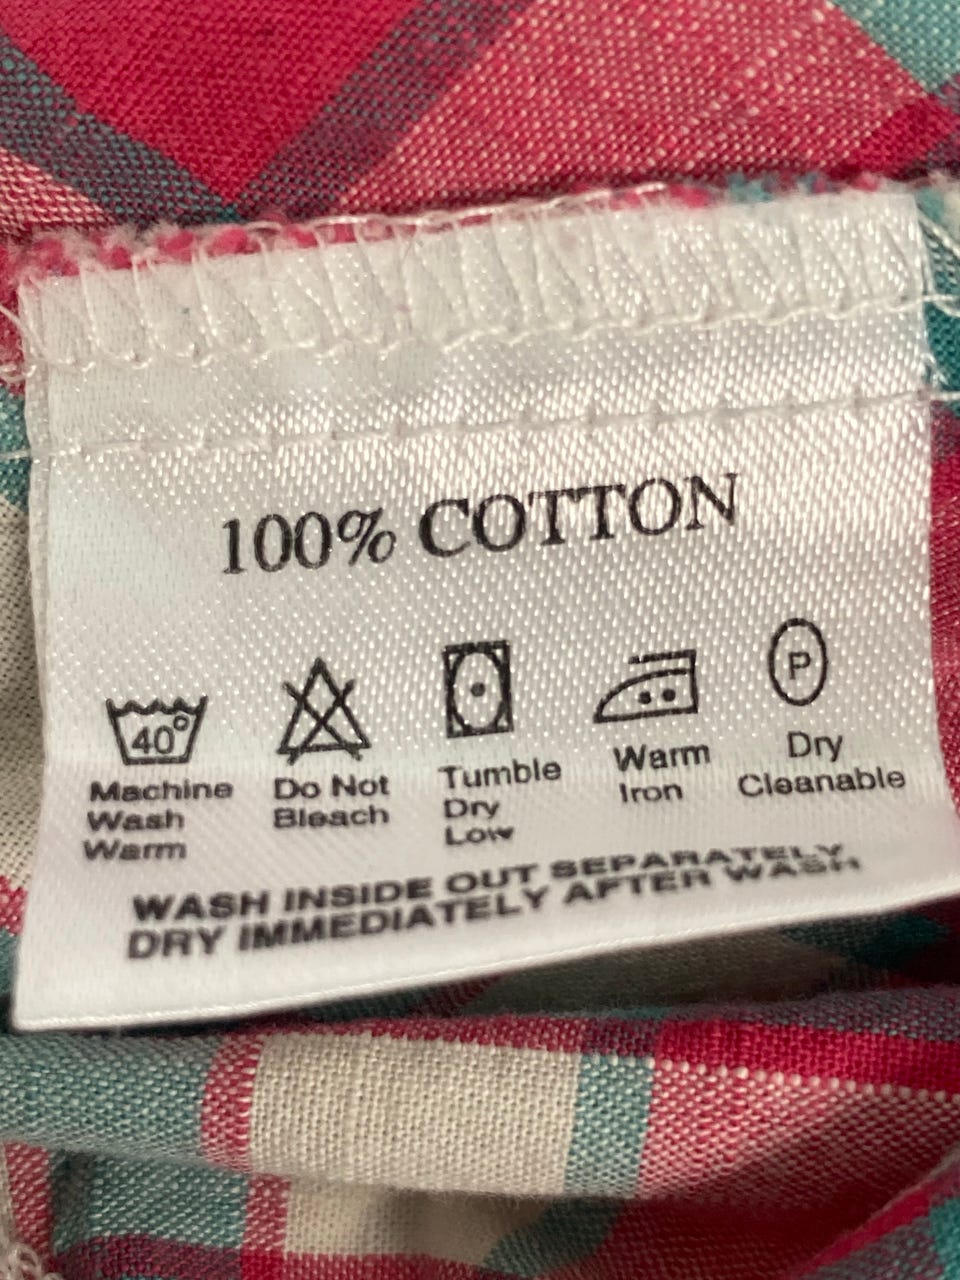 100% COTTON
40°
P
Machine
Wash
Warm
Do Not
Bleach
Tumble
Dry
Low
Warm
Iron
Dry
Cleanable
WASH INSIDE OUT SEPARATELY
DRY IMMEDIATELY AFTER WASH